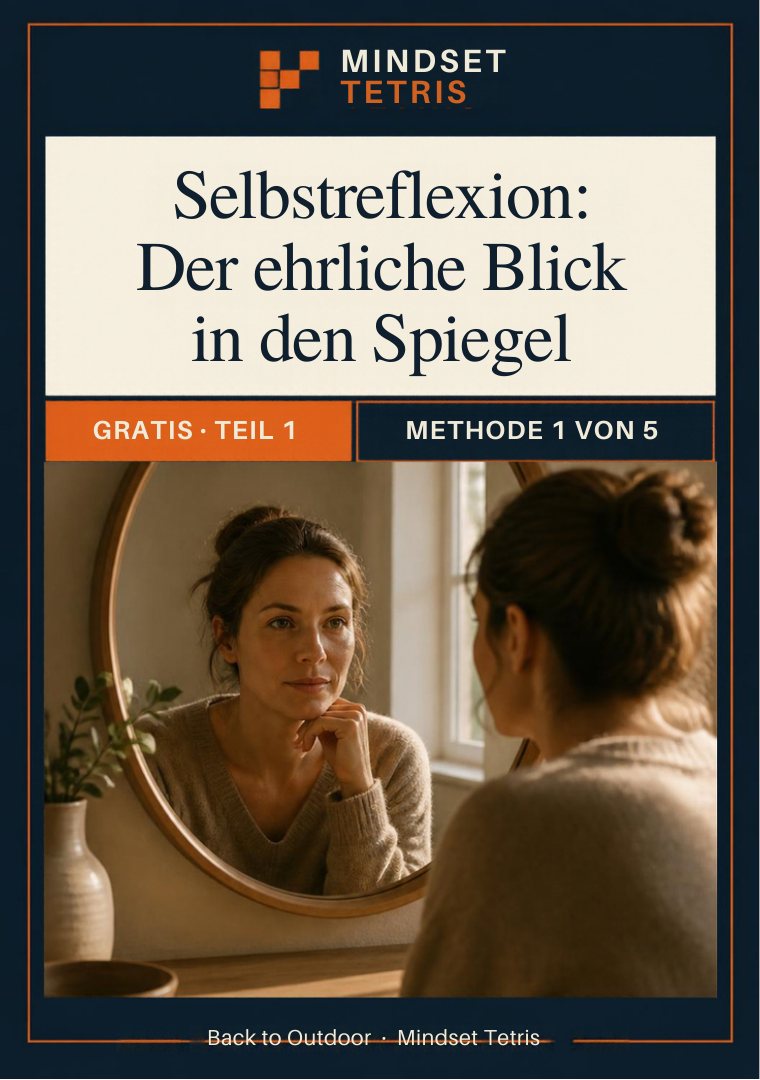 MINDSET
TETRIS
Selbstreflexion:
Der ehrliche Blick
in den Spiegel
GRATIS · TEIL 1
METHODE 1 VON 5
Back to Outdoor · Mindset Tetris